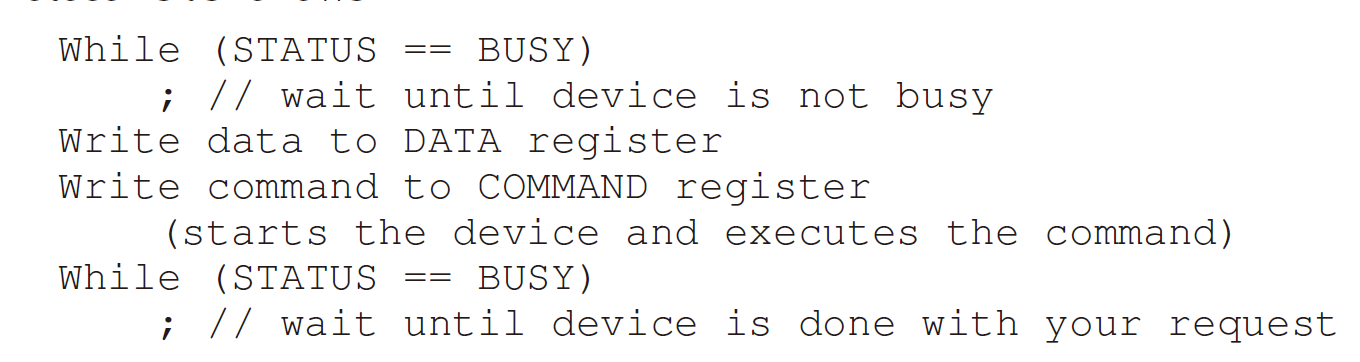 While (STATUS == BUSY)
; // wait until device is not busy
Write data to DATA register
Write command to COMMAND register
(starts the device and executes the command)
While (STATUS == BUSY)
; // wait until device is done with your request